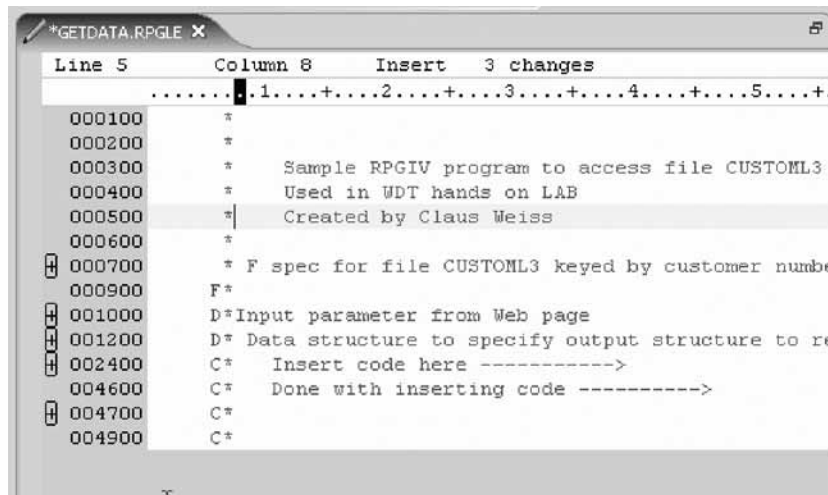 *GETDATA.RPGLE
Line 5 Column 8 Insert 3 changes
.........1....+....2....+....3....+....4....+....5....+.
000100 *
000200 *
000300 * Sample RPGIV program to access file CUSTOML3
000400 * Used in WDT hands on LAB
000500 * Created by Claus Weiss
000600 *
000700 * F spec for file CUSTOML3 keyed by customer numbe
000900 F*
001000 D*Input parameter from Web page
001200 D* Data structure to specify output structure to re
002400 C* Insert code here ----------->
004600 C* Done with inserting code ---------->
004700 C*
004900 C*